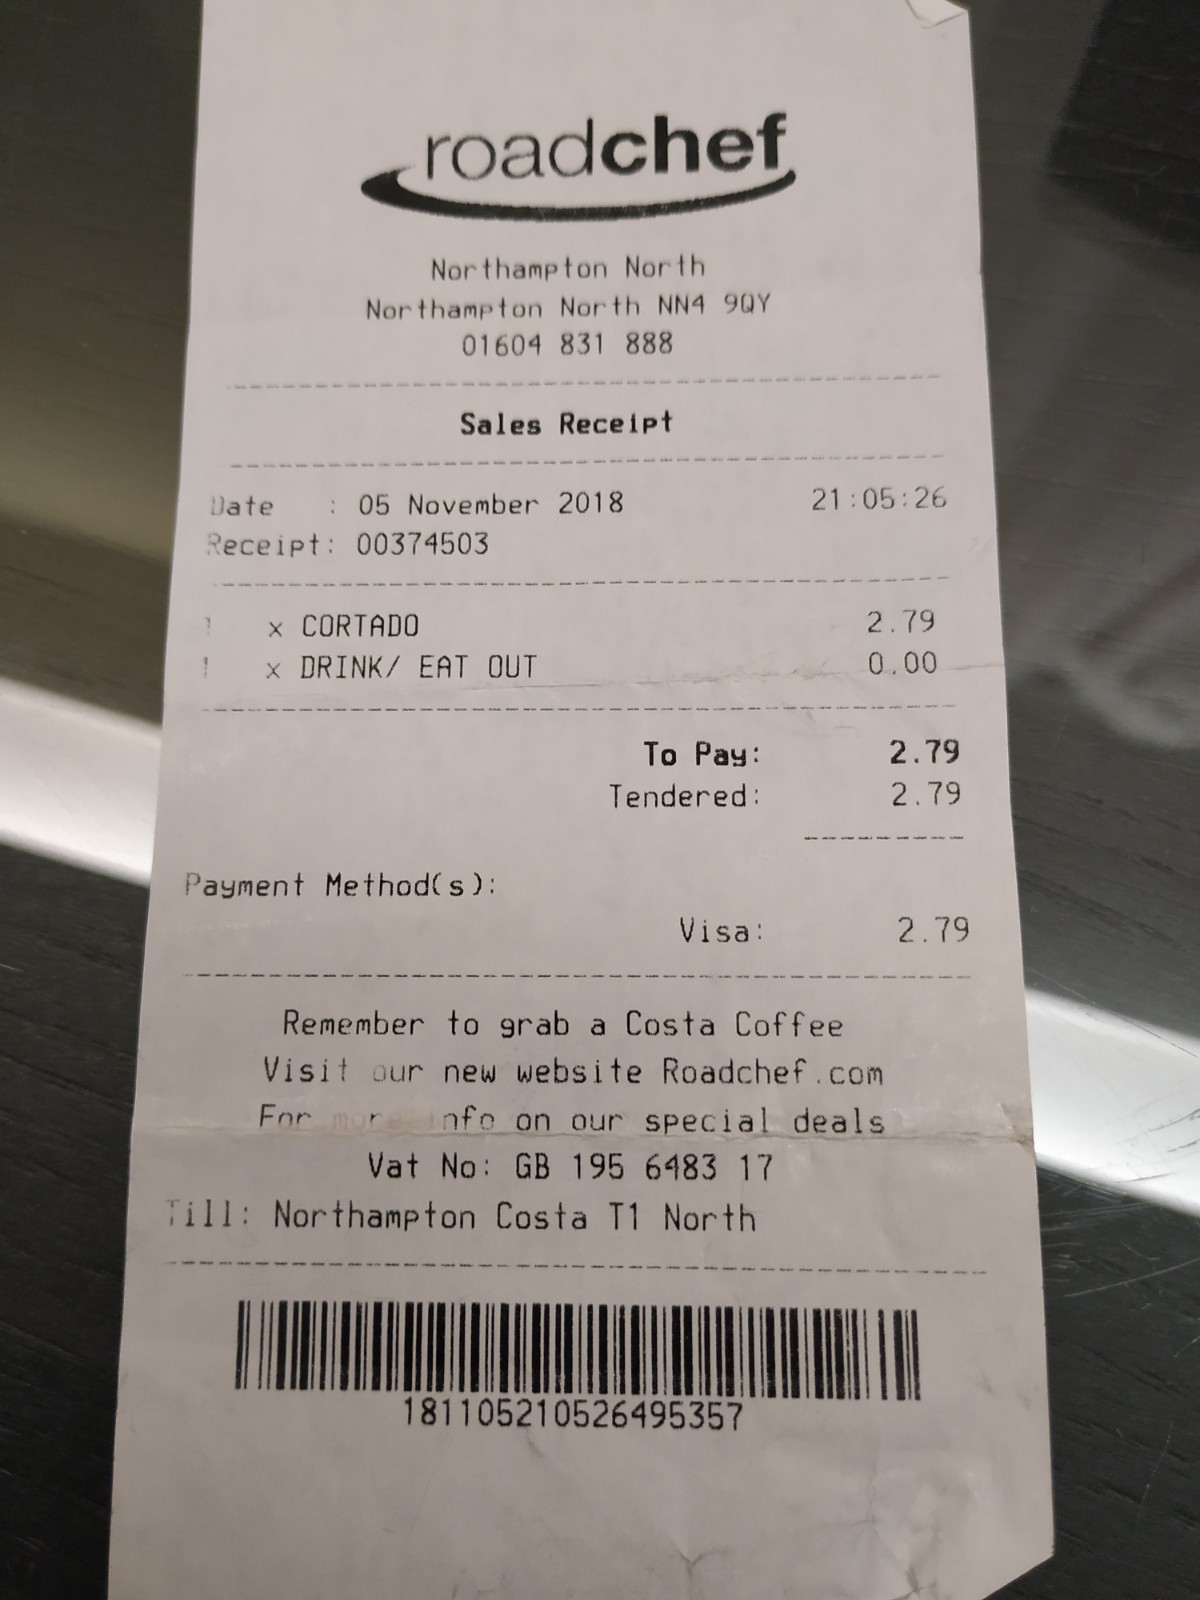 roadchef
Northampton North
Northampton North NN4 9QY
01604 831 888
Sales Receipt
Date : 05 November 2018 21:05:26
Receipt: 00374503
1 x CORTADO 2.79
1 x DRINK/ EAT OUT 0.00
To Pay: 2.79
Tendered: 2.79
Payment Method(s):
Visa: 2.79
Remember to grab a Costa Coffee
Visit our new website Roadchef.com
For more info on our special deals
Vat No: GB 195 6483 17
Till: Northampton Costa T1 North
181105210526495357